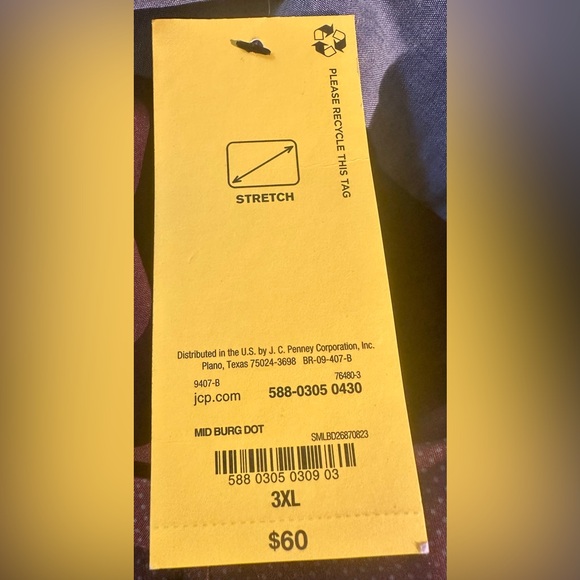 PLEASE RECYCLE THIS TAG
STRETCH
Distributed in the U.S. by J. C. Penney Corporation, Inc.
Plano, Texas 75024-3698 BR-09-407-B
9407-B 76480-3
jcp.com 588-0305 0430
MID BURG DOT SMLBD26870823
588 0305 0309 03
3XL
$60